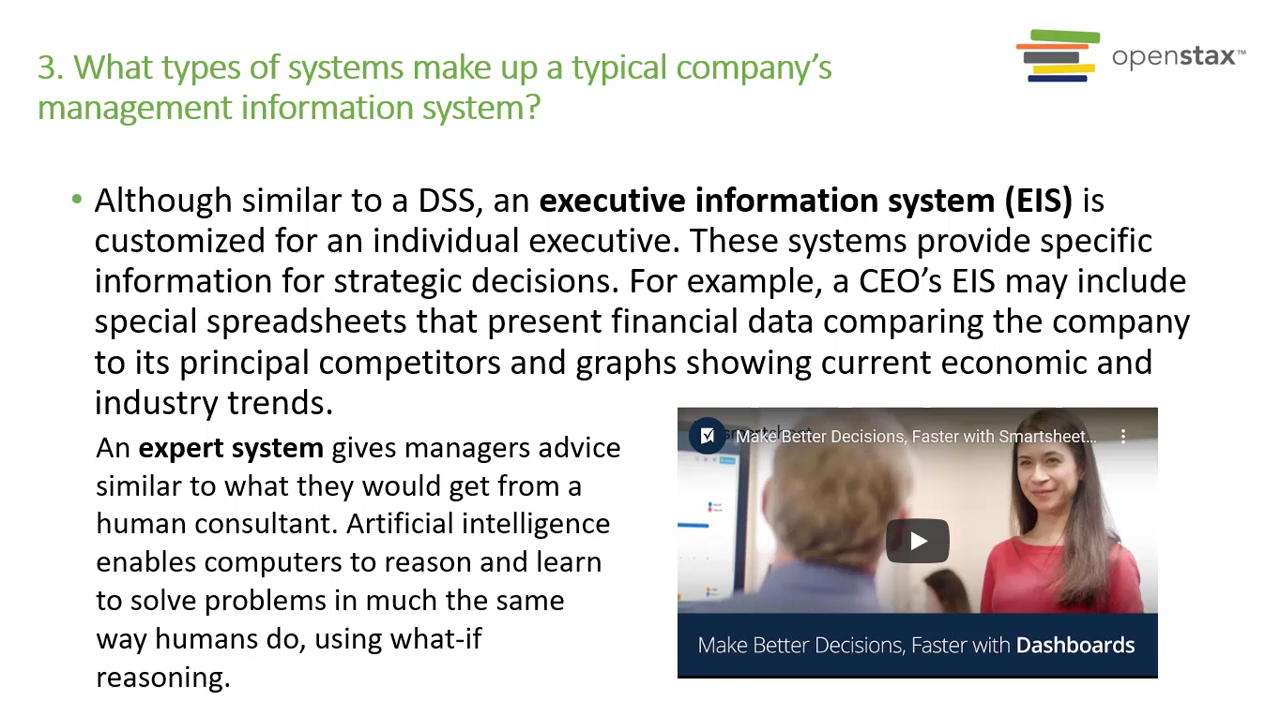 3. What types of systems make up a typical company’s
management information system?
openstax™
• Although similar to a DSS, an executive information system (EIS) is
customized for an individual executive. These systems provide specific
information for strategic decisions. For example, a CEO’s EIS may include
special spreadsheets that present financial data comparing the company
to its principal competitors and graphs showing current economic and
industry trends.
An expert system gives managers advice
similar to what they would get from a
human consultant. Artificial intelligence
enables computers to reason and learn
to solve problems in much the same
way humans do, using what-if
reasoning.
Make Better Decisions, Faster with Smartsheet...
Make Better Decisions, Faster with Dashboards